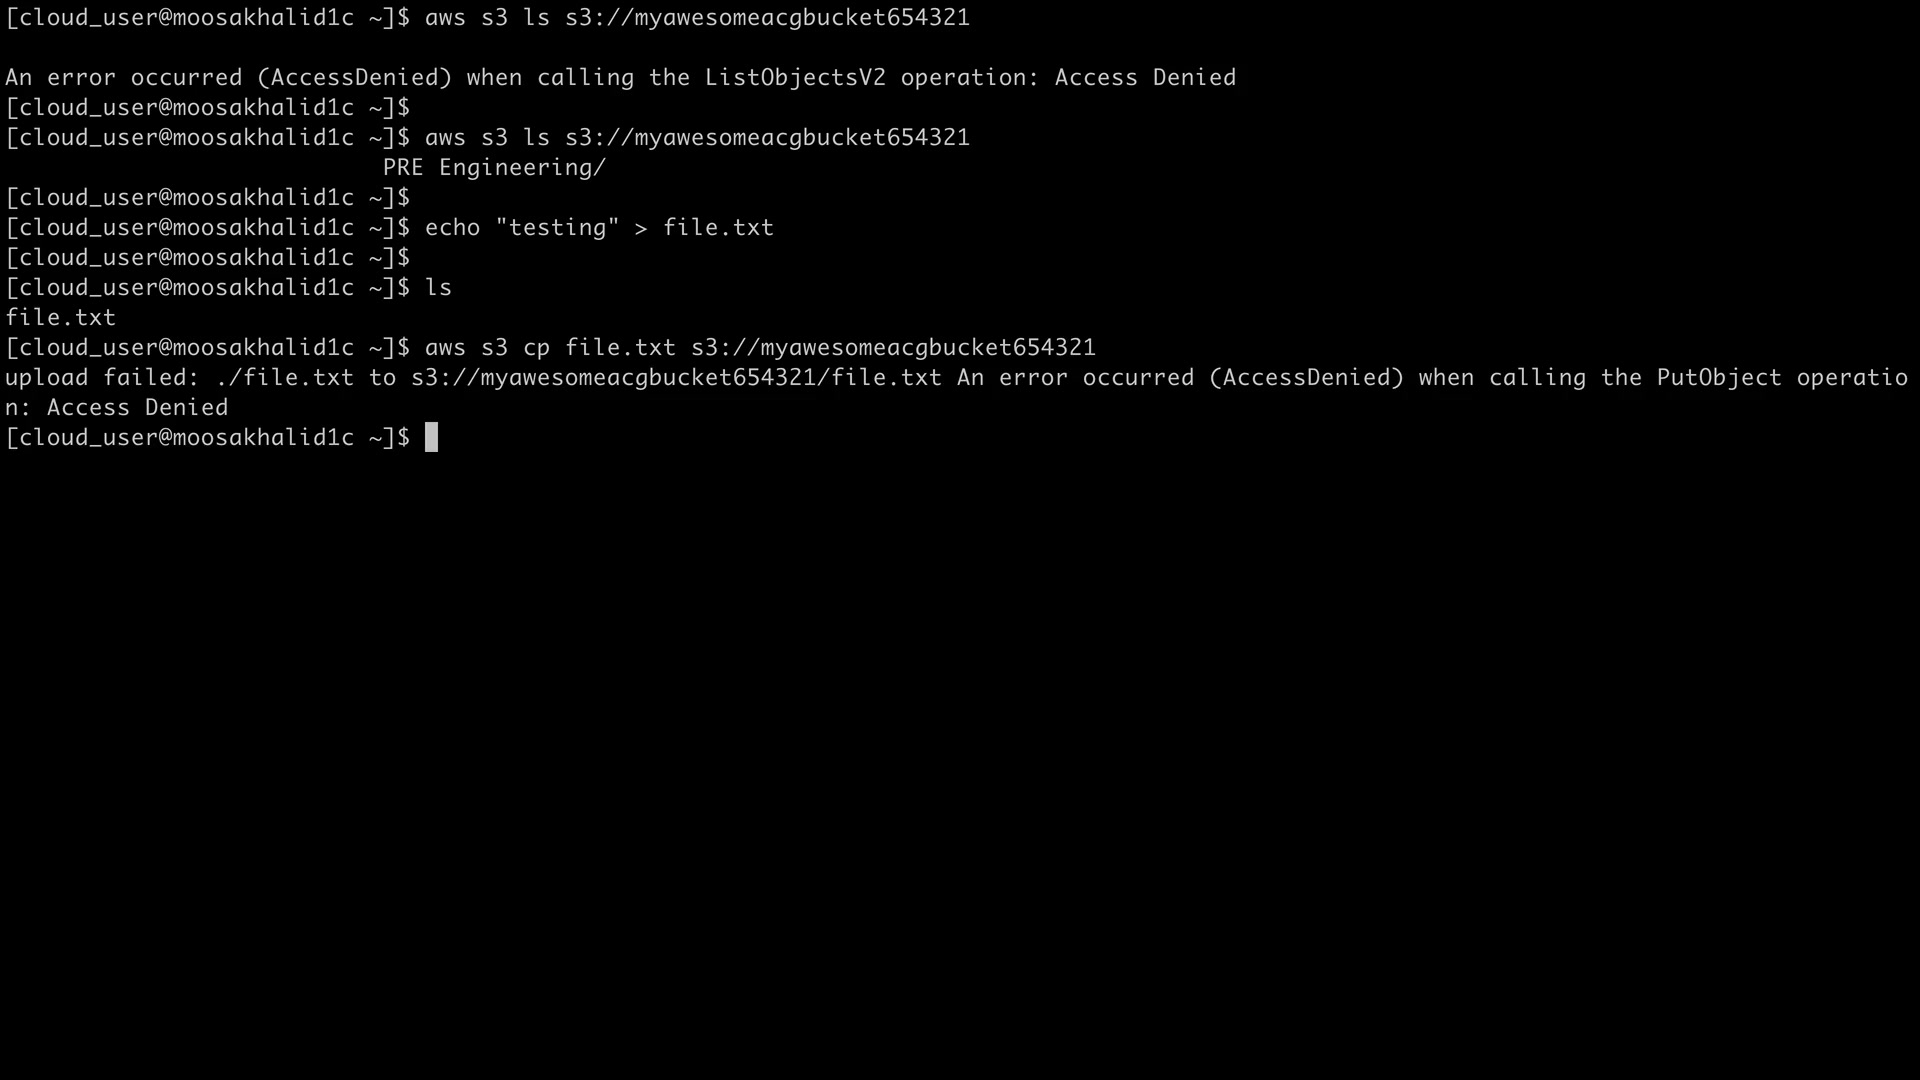 [cloud_user@moosakhalid1c ~]$ aws s3 ls s3://myawesomeacgbucket654321
An error occurred (AccessDenied) when calling the ListObjectsV2 operation: Access Denied
[cloud_user@moosakhalid1c ~]$
[cloud_user@moosakhalid1c ~]$ aws s3 ls s3://myawesomeacgbucket654321
                           PRE Engineering/
[cloud_user@moosakhalid1c ~]$
[cloud_user@moosakhalid1c ~]$ echo "testing" > file.txt
[cloud_user@moosakhalid1c ~]$
[cloud_user@moosakhalid1c ~]$ ls
file.txt
[cloud_user@moosakhalid1c ~]$ aws s3 cp file.txt s3://myawesomeacgbucket654321
upload failed: ./file.txt to s3://myawesomeacgbucket654321/file.txt An error occurred (AccessDenied) when calling the PutObject operatio
n: Access Denied
[cloud_user@moosakhalid1c ~]$